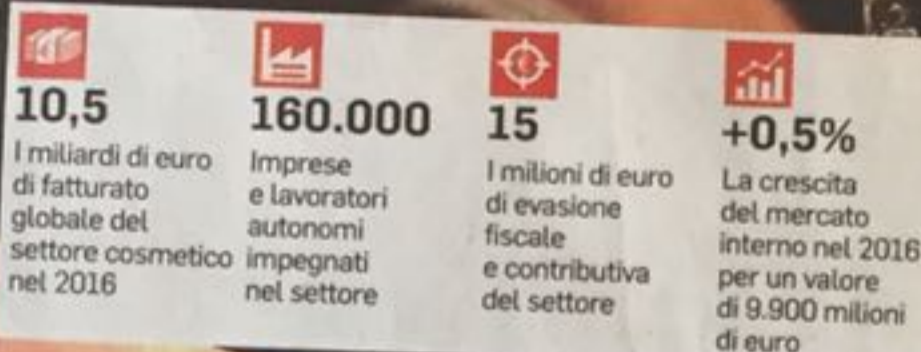 10,5
I miliardi di euro
di fatturato
globale del
settore cosmetico
nel 2016
160.000
Imprese
e lavoratori
autonomi
impegnati
nel settore
15
I milioni di euro
di evasione
fiscale
e contributiva
del settore
+0,5%
La crescita
del mercato
interno nel 2016
per un valore
di 9.900 milioni
di euro